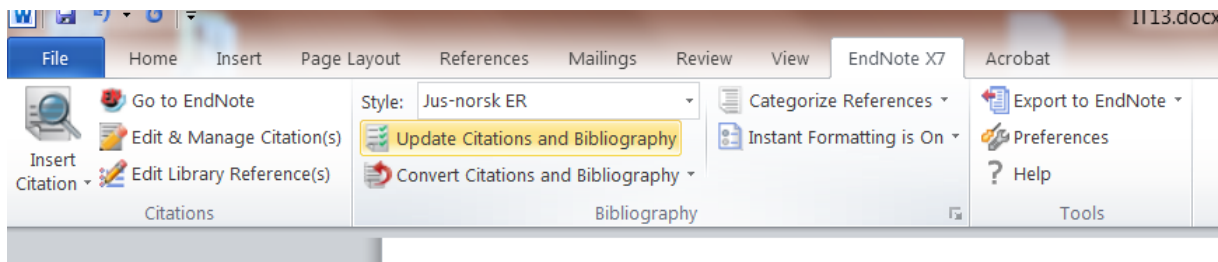 IT13.docx
File Home Insert Page Layout References Mailings Review View EndNote X7 Acrobat
Go to EndNote Style: Jus-norsk ER Categorize References Export to EndNote
Edit & Manage Citation(s) Update Citations and Bibliography Instant Formatting is On Preferences
Insert
Citation
Edit Library Reference(s) Convert Citations and Bibliography Help
Citations Bibliography Tools